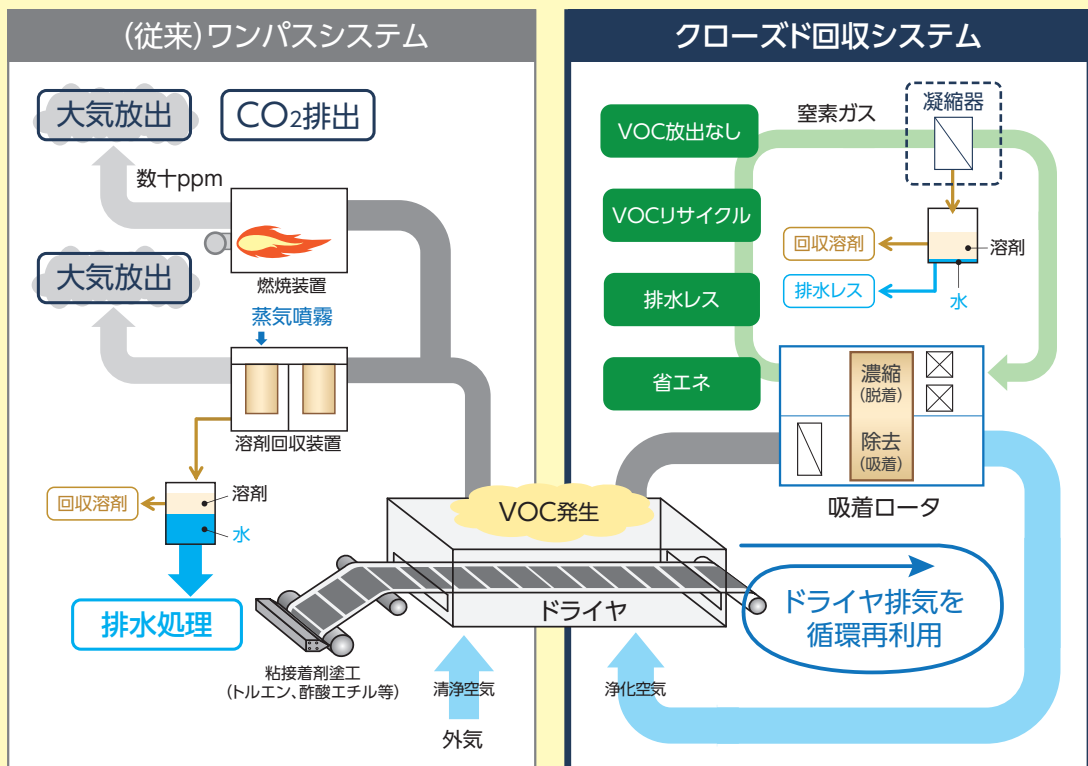 (従来)ワンパスシステム
大気放出
CO₂排出
数十ppm
燃焼装置
大気放出
蒸気噴霧
溶剤回収装置
回収溶剤
溶剤
水
排水処理
粘接着剤塗工
(トルエン、酢酸エチル等)
清浄空気
外気
VOC発生
ドライヤ
クローズド回収システム
VOC放出なし
VOCリサイクル
排水レス
省エネ
窒素ガス
凝縮器
回収溶剤
溶剤
排水レス
水
濃縮
(脱着)
除去
(吸着)
吸着ロータ
ドライヤ排気を
循環再利用
浄化空気